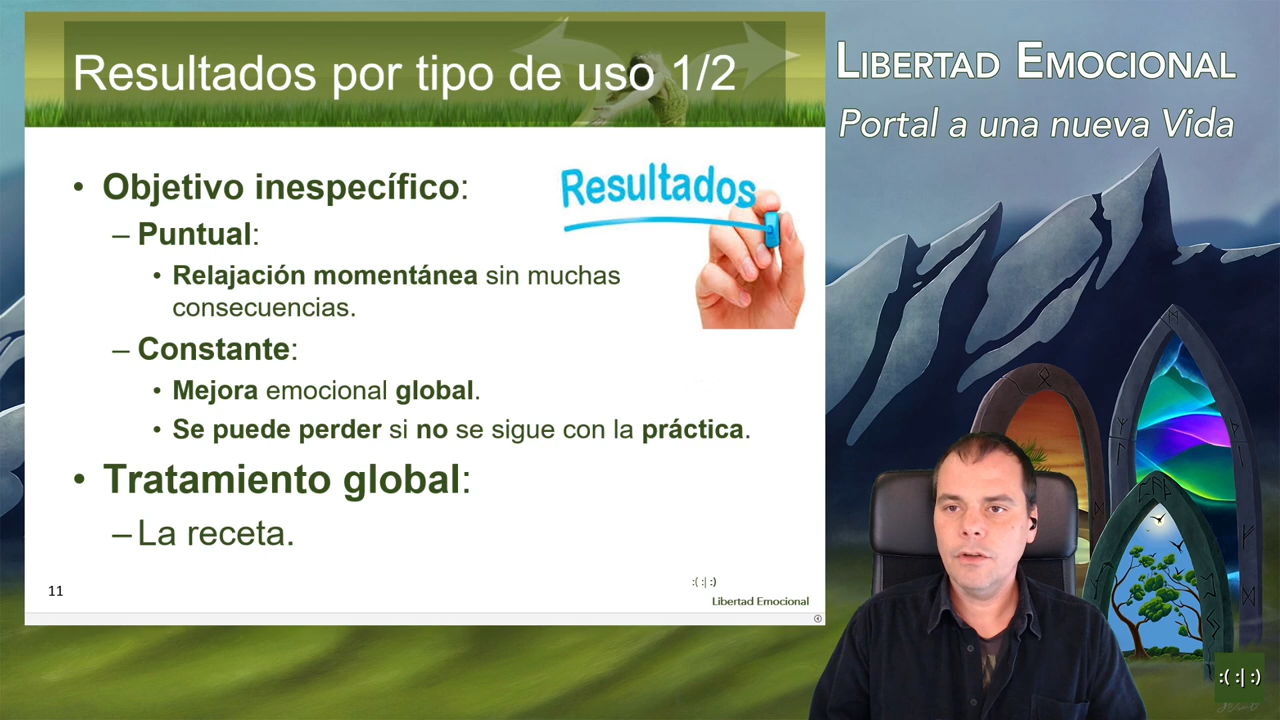 Resultados por tipo de uso 1/2
LIBERTAD EMOCIONAL
Portal a una nueva Vida
• Objetivo inespecífico:
Resultados
– Puntual:
• Relajación momentánea sin muchas
consecuencias.
– Constante:
• Mejora emocional global.
• Se puede perder si no se sigue con la práctica.
• Tratamiento global:
– La receta.
11
:( :| :)
Libertad Emocional
:( :| :)